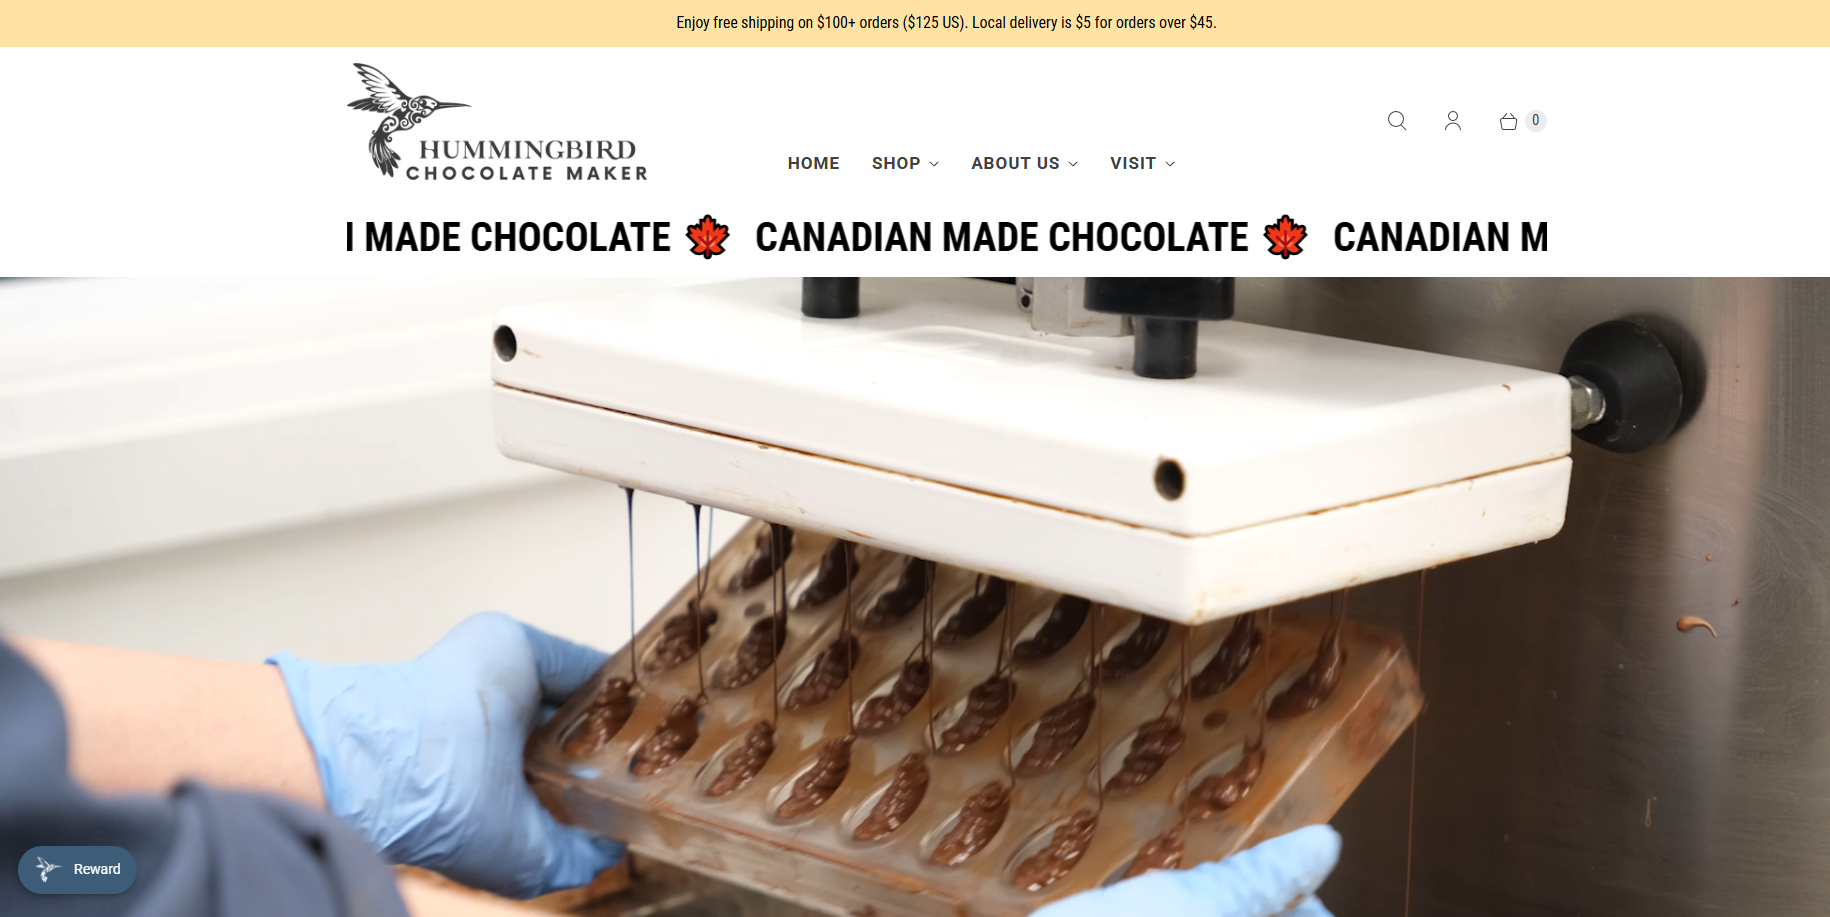 Enjoy free shipping on $100+ orders ($125 US). Local delivery is $5 for orders over $45.
HUMMINGBIRD
CHOCOLATE MAKER
0
HOME SHOP ABOUT US VISIT
MADE CHOCOLATE CANADIAN MADE CHOCOLATE CANADIAN M
Reward